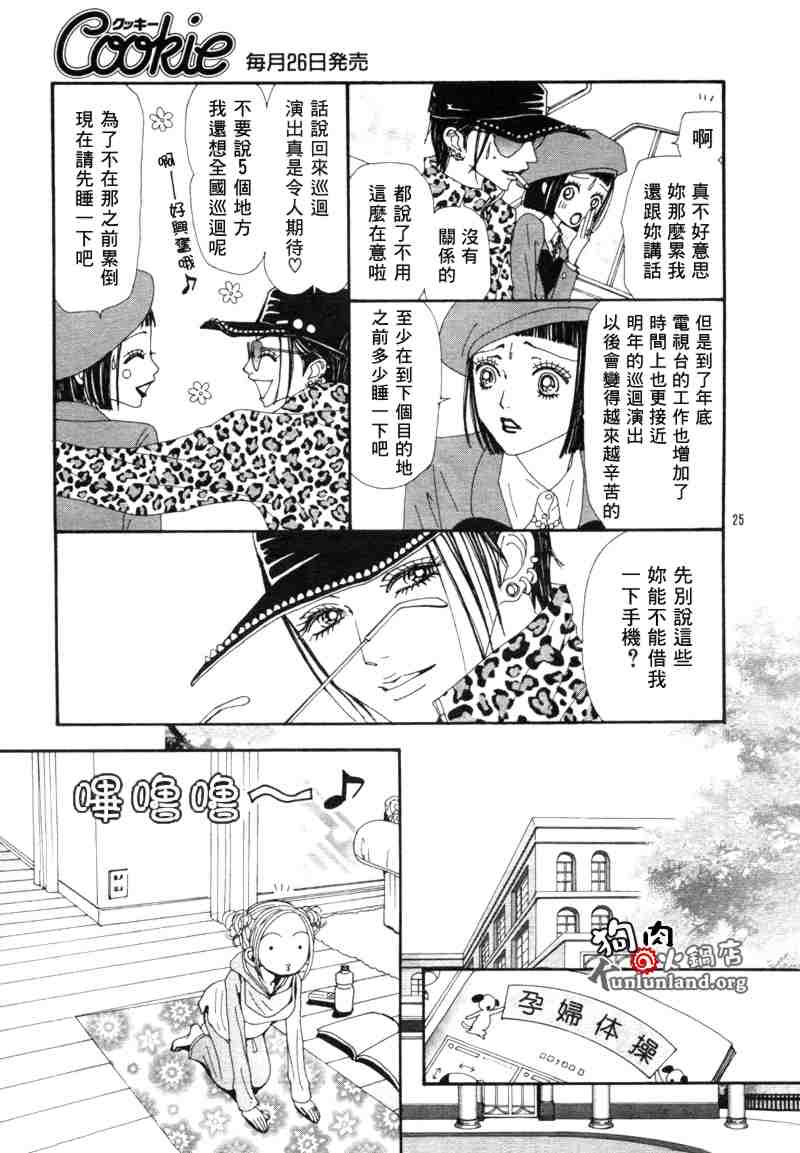 クッキー
Cookie
毎月26日発売
啊
真不好意思
妳那麼累我
還跟妳講話
沒有
關係的
都說了不用
這麼在意啦
但是到了年底
電視台的工作也增加了
時間上也更接近
明年的巡迴演出
以後會變得越來越辛苦的
至少在到下個目的地
之前多少睡一下吧
話說回來巡迴
演出真是令人期待♡
不要說5個地方
我還想全國巡迴呢
啊——好興奮哦♪
為了不在那之前累倒
現在請先睡一下吧
25
先別說這些
妳能不能借我
一下手機?
嗶嚕嚕～♪
狗肉火鍋店
Kunlunland.org
孕婦体操